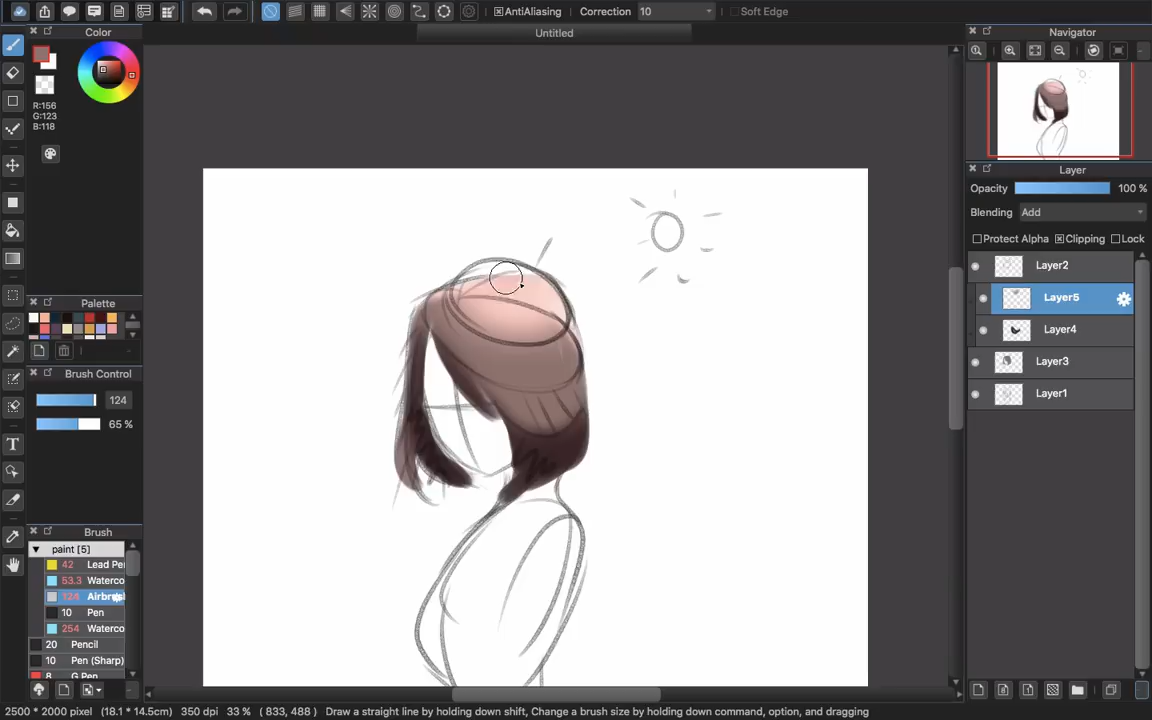 AntiAliasing Correction 10 Soft Edge
Untitled
Color
R:156
G:123
B:118
Palette
Brush Control
124
65 %
Brush
paint [5]
42 Lead Pe
53.3 Waterco
124 Airbrus
10 Pen
254 Waterco
20 Pencil
10 Pen (Sharp)
8 G Pen
Navigator
Layer
Opacity 100 %
Blending Add
Protect Alpha Clipping Lock
Layer2
Layer5
Layer4
Layer3
Layer1
2500 * 2000 pixel (18.1 * 14.5cm) 350 dpi 33 % ( 833, 488 ) Draw a straight line by holding down shift, Change a brush size by holding down command, option, and dragging